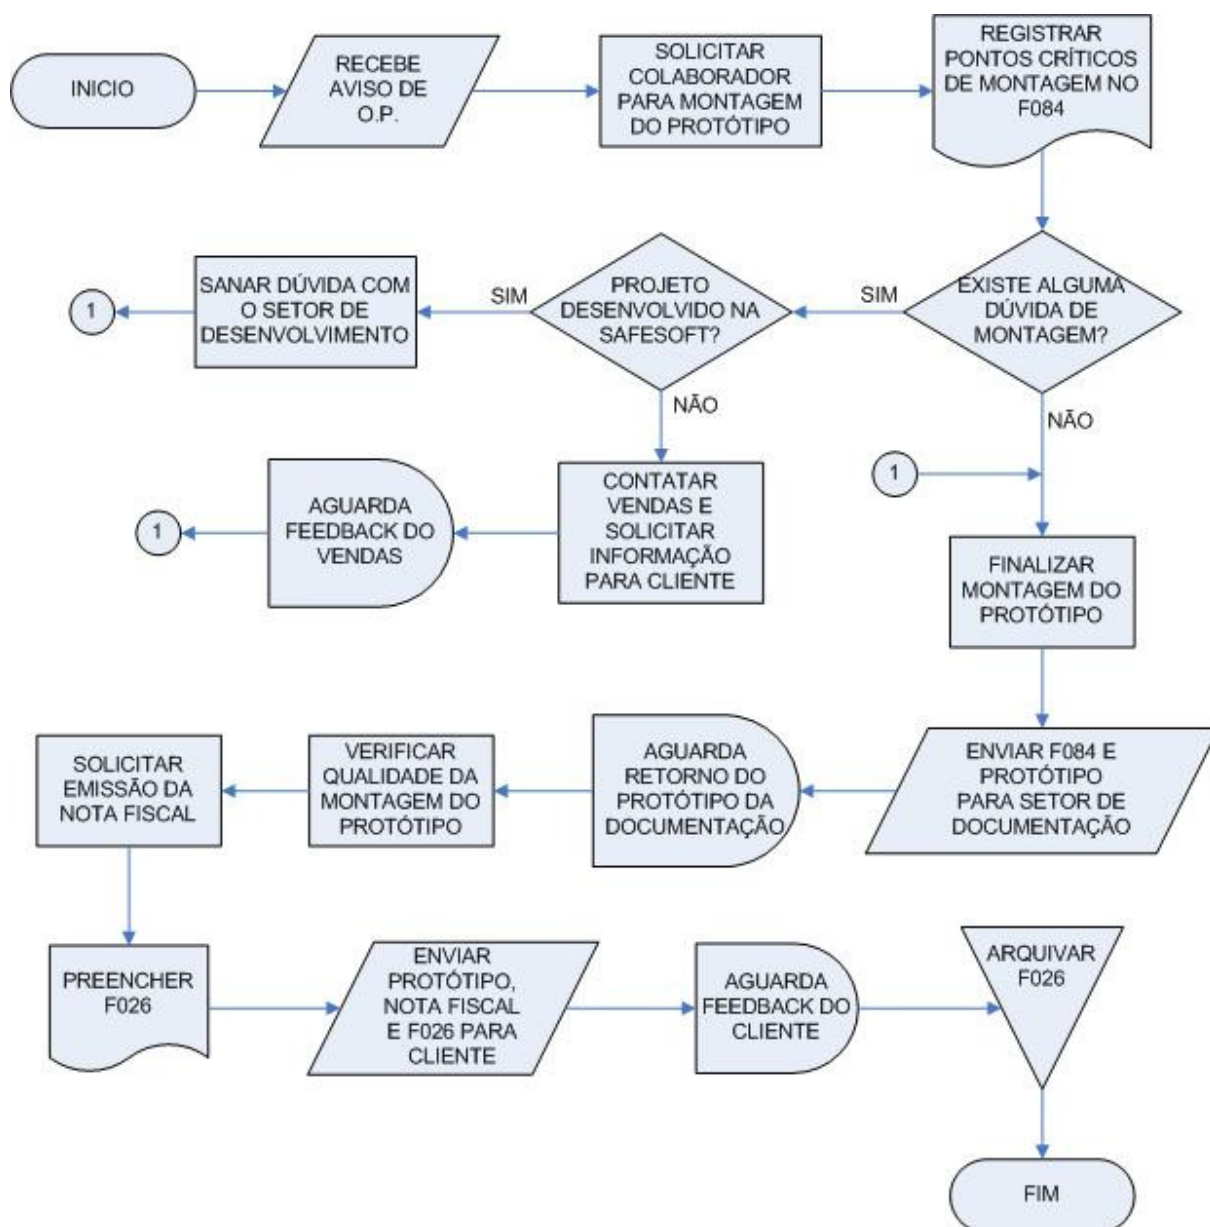 INICIO
RECEBE
AVISO DE
O.P.
SOLICITAR
COLABORADOR
PARA MONTAGEM
DO PROTÓTIPO
REGISTRAR
PONTOS CRÍTICOS
DE MONTAGEM NO
F084
EXISTE ALGUMA
DÚVIDA DE
MONTAGEM?
SIM
PROJETO
DESENVOLVIDO NA
SAFESOFT?
SIM
SANAR DÚVIDA COM
O SETOR DE
DESENVOLVIMENTO
1
NÃO
CONTATAR
VENDAS E
SOLICITAR
INFORMAÇÃO
PARA CLIENTE
AGUARDA
FEEDBACK DO
VENDAS
1
NÃO
1
FINALIZAR
MONTAGEM DO
PROTÓTIPO
ENVIAR F084 E
PROTÓTIPO
PARA SETOR DE
DOCUMENTAÇÃO
AGUARDA
RETORNO DO
PROTÓTIPO DA
DOCUMENTAÇÃO
VERIFICAR
QUALIDADE DA
MONTAGEM DO
PROTÓTIPO
SOLICITAR
EMISSÃO DA
NOTA FISCAL
PREENCHER
F026
ENVIAR
PROTÓTIPO,
NOTA FISCAL
E F026 PARA
CLIENTE
AGUARDA
FEEDBACK DO
CLIENTE
ARQUIVAR
F026
FIM